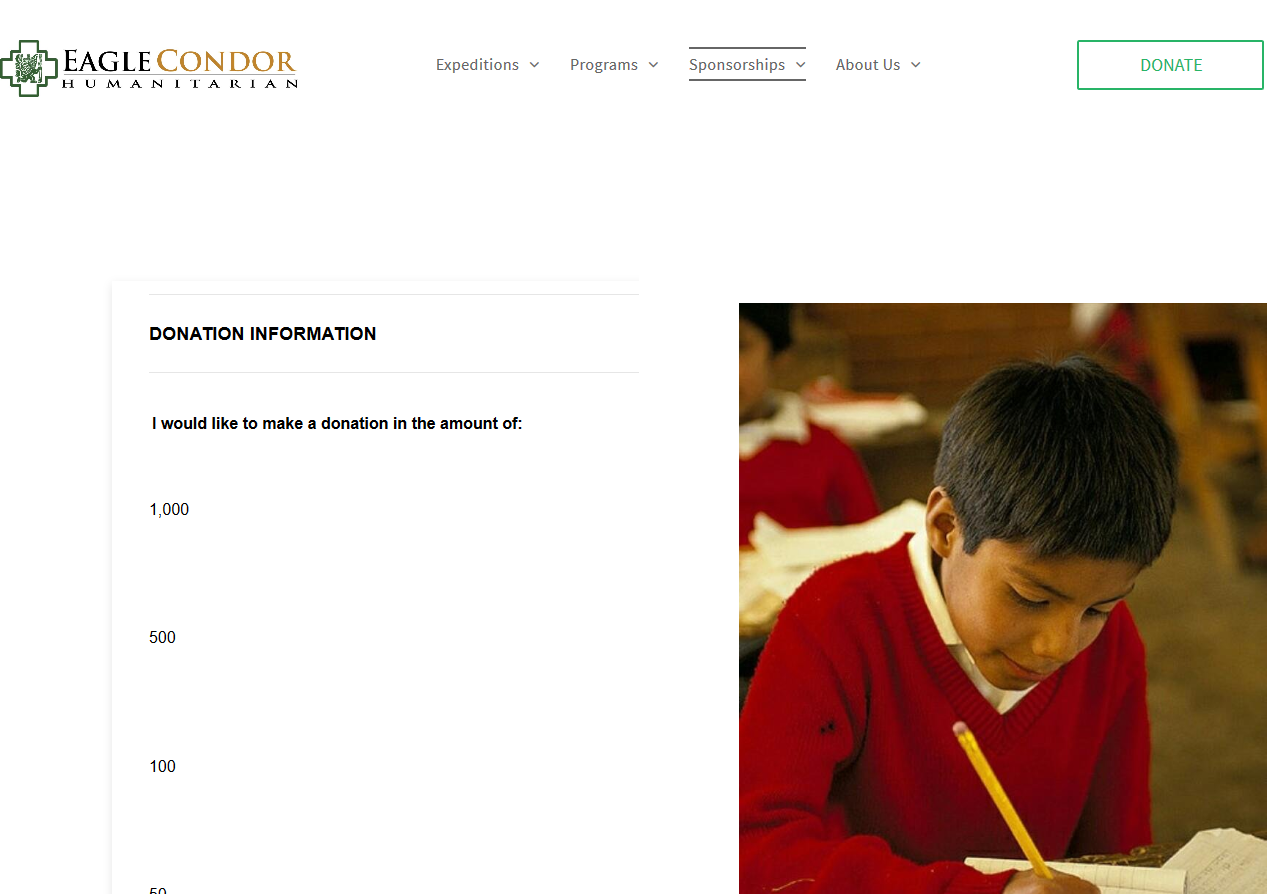 EAGLE CONDOR
HUMANITARIAN
Expeditions
Programs
Sponsorships
About Us
DONATE
DONATION INFORMATION
I would like to make a donation in the amount of:
1,000
500
100
50